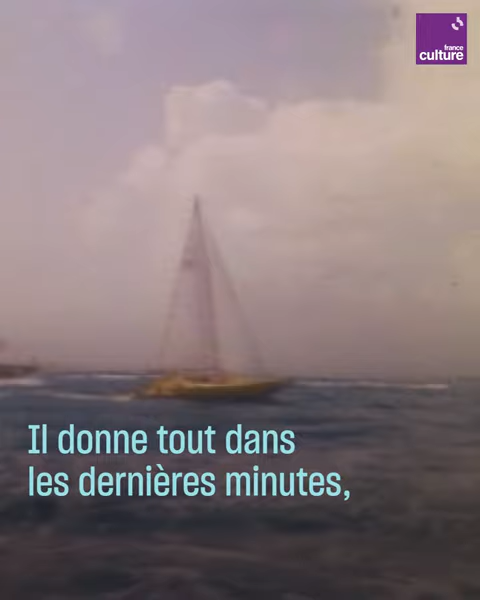 france
culture
Il donne tout dans
les dernières minutes,